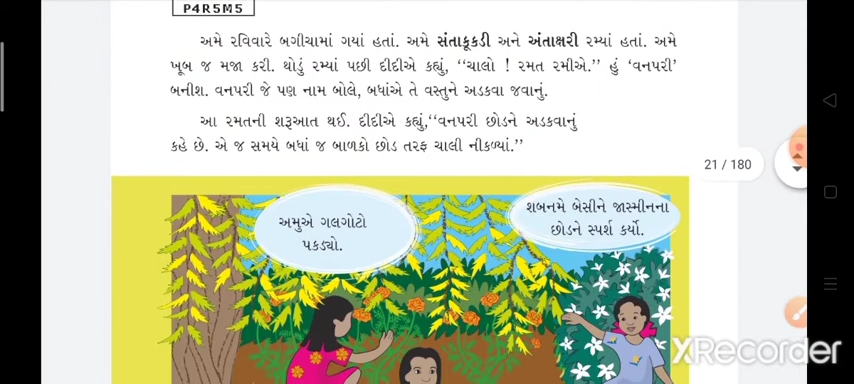 P4R5M5
અમે રવિવારે બગીચામાં ગયાં હતાં. અમે સંતાકૂકડી અને અંતાક્ષરી રમ્યાં હતાં. અમે
ખૂબ જ મજા કરી. થોડું રમ્યાં પછી દીદીએ કહ્યું, ‘‘ચાલો ! રમત રમીએ.’’ હું ‘વનપરી’
બનીશ. વનપરી જે પણ નામ બોલે, બધાંએ તે વસ્તુને અડકવા જવાનું.
આ રમતની શરૂઆત થઈ. દીદીએ કહ્યું,‘‘વનપરી છોડને અડકવાનું
કહે છે. એ જ સમયે બધાં જ બાળકો છોડ તરફ ચાલી નીકળ્યાં.’’
21 / 180
અમુએ ગલગોટો
પકડ્યો.
શબનમે બેસીને જાસ્મીનના
છોડને સ્પર્શ કર્યો.
XRecorder